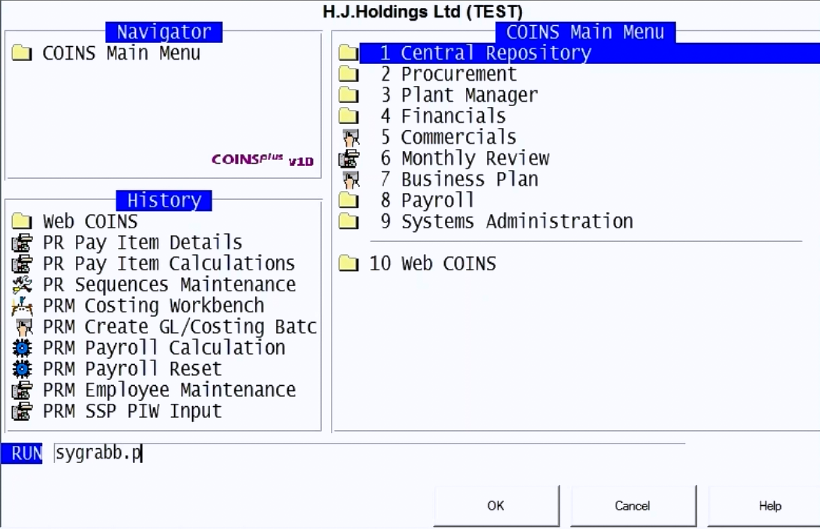 H.J.Holdings Ltd (TEST)
Navigator
COINS Main Menu
COINSplus V10
History
Web COINS
PR Pay Item Details
PR Pay Item Calculations
PR Sequences Maintenance
PRM Costing Workbench
PRM Create GL/Costing Batc
PRM Payroll Calculation
PRM Payroll Reset
PRM Employee Maintenance
PRM SSP PIW Input
COINS Main Menu
1 Central Repository
2 Procurement
3 Plant Manager
4 Financials
5 Commercials
6 Monthly Review
7 Business Plan
8 Payroll
9 Systems Administration
10 Web COINS
RUN sygrabb.p
OK Cancel Help